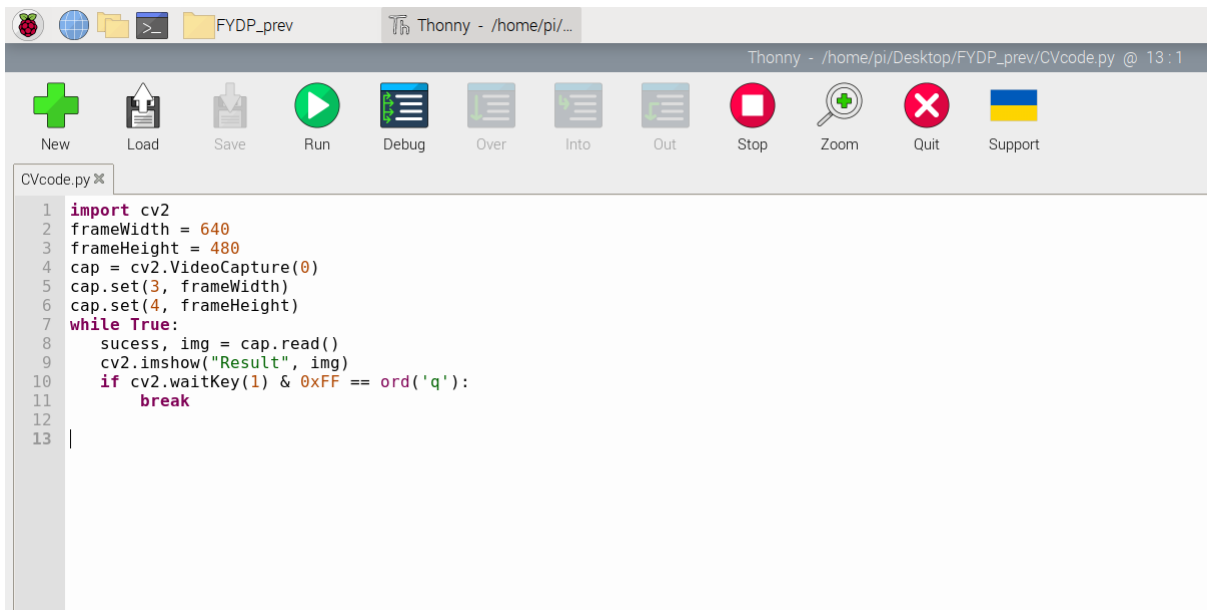 FYDP_prev Thonny - /home/pi/...
Thonny - /home/pi/Desktop/FYDP_prev/CVcode.py @ 13:1
New Load Save Run Debug Over Into Out Stop Zoom Quit Support
CVcode.py
1 import cv2
2 frameWidth = 640
3 frameHeight = 480
4 cap = cv2.VideoCapture(0)
5 cap.set(3, frameWidth)
6 cap.set(4, frameHeight)
7 while True:
8    sucess, img = cap.read()
9    cv2.imshow("Result", img)
10    if cv2.waitKey(1) & 0xFF == ord('q'):
11        break
12
13